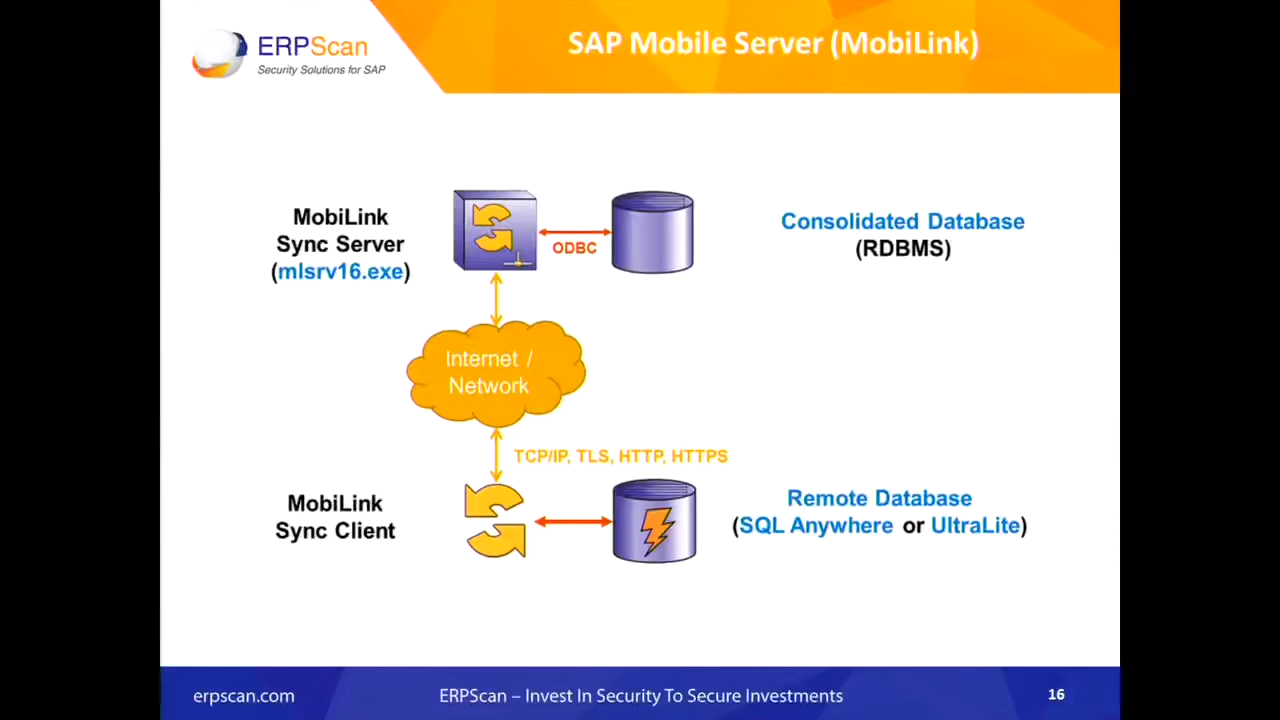 ERPScan
Security Solutions for SAP
SAP Mobile Server (MobiLink)
MobiLink
Sync Server
(mlsrv16.exe)
ODBC
Consolidated Database
(RDBMS)
Internet /
Network
TCP/IP, TLS, HTTP, HTTPS
MobiLink
Sync Client
Remote Database
(SQL Anywhere or UltraLite)
erpscan.com
ERPScan – Invest In Security To Secure Investments
16